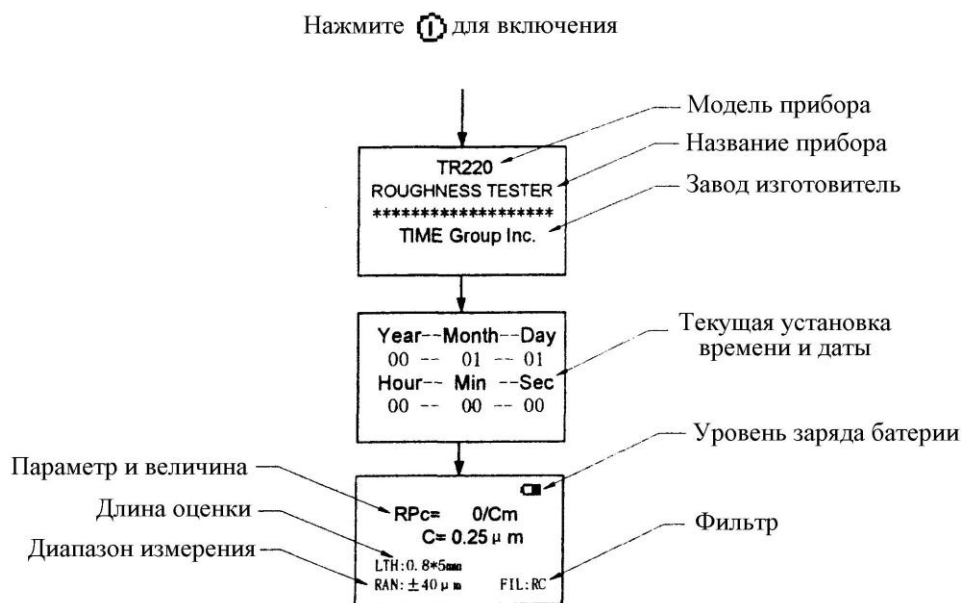 Нажмите для включения
Модель прибора
TR220
Название прибора
ROUGHNESS TESTER
Завод изготовитель
*******************
TIME Group Inc.
Year--Month--Day
00 -- 01 -- 01
Hour-- Min --Sec
00 -- 00 -- 00
Текущая установка
времени и даты
Уровень заряда батерии
Параметр и величина
RPc= 0/Cm
Длина оценки
C= 0.25 μ m
Фильтр
Диапазон измерения
LTH:0. 8*5mm
RAN: ±40 μ m FIL:RC